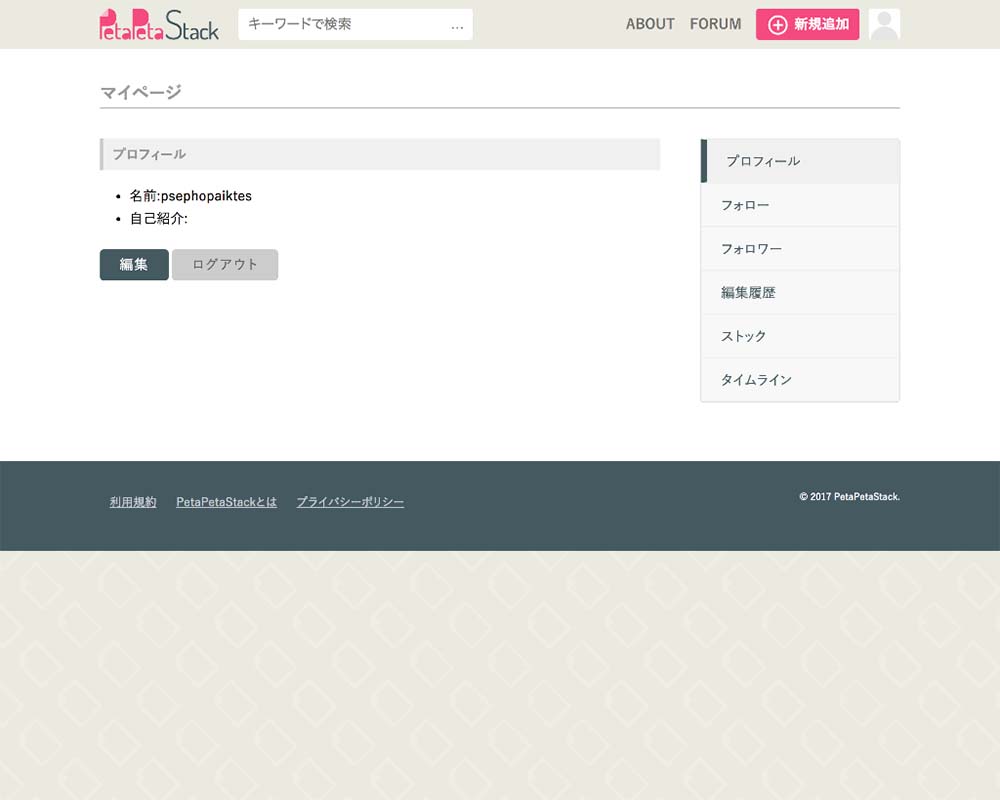 PetaPetaStack
キーワードで検索
...
ABOUT
FORUM
新規追加
マイページ
プロフィール
名前:psephopaiktes
自己紹介:
編集
ログアウト
プロフィール
フォロー
フォロワー
編集履歴
ストック
タイムライン
利用規約
PetaPetaStackとは
プライバシーポリシー
© 2017 PetaPetaStack.